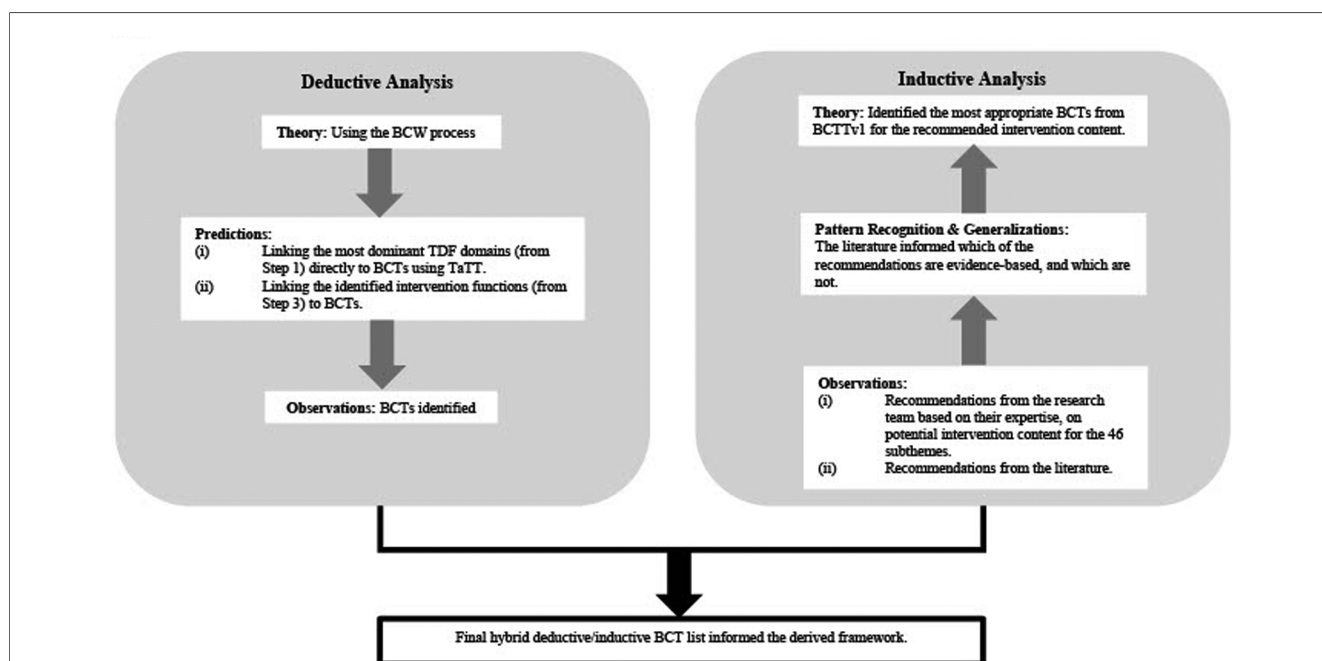 Deductive Analysis
Theory: Using the BCW process
Predictions:
(i) Linking the most dominant TDF domains (from
Step 1) directly to BCTs using TaTT.
(ii) Linking the identified intervention functions (from
Step 3) to BCTs.
Observations: BCTs identified
Inductive Analysis
Theory: Identified the most appropriate BCTs from
BCTTv1 for the recommended intervention content.
Pattern Recognition & Generalizations:
The literature informed which of the
recommendations are evidence-based, and which are
not.
Observations:
(i) Recommendations from the research
team based on their expertise, on
potential intervention content for the 46
subthemes.
(ii) Recommendations from the literature.
Final hybrid deductive/inductive BCT list informed the derived framework.